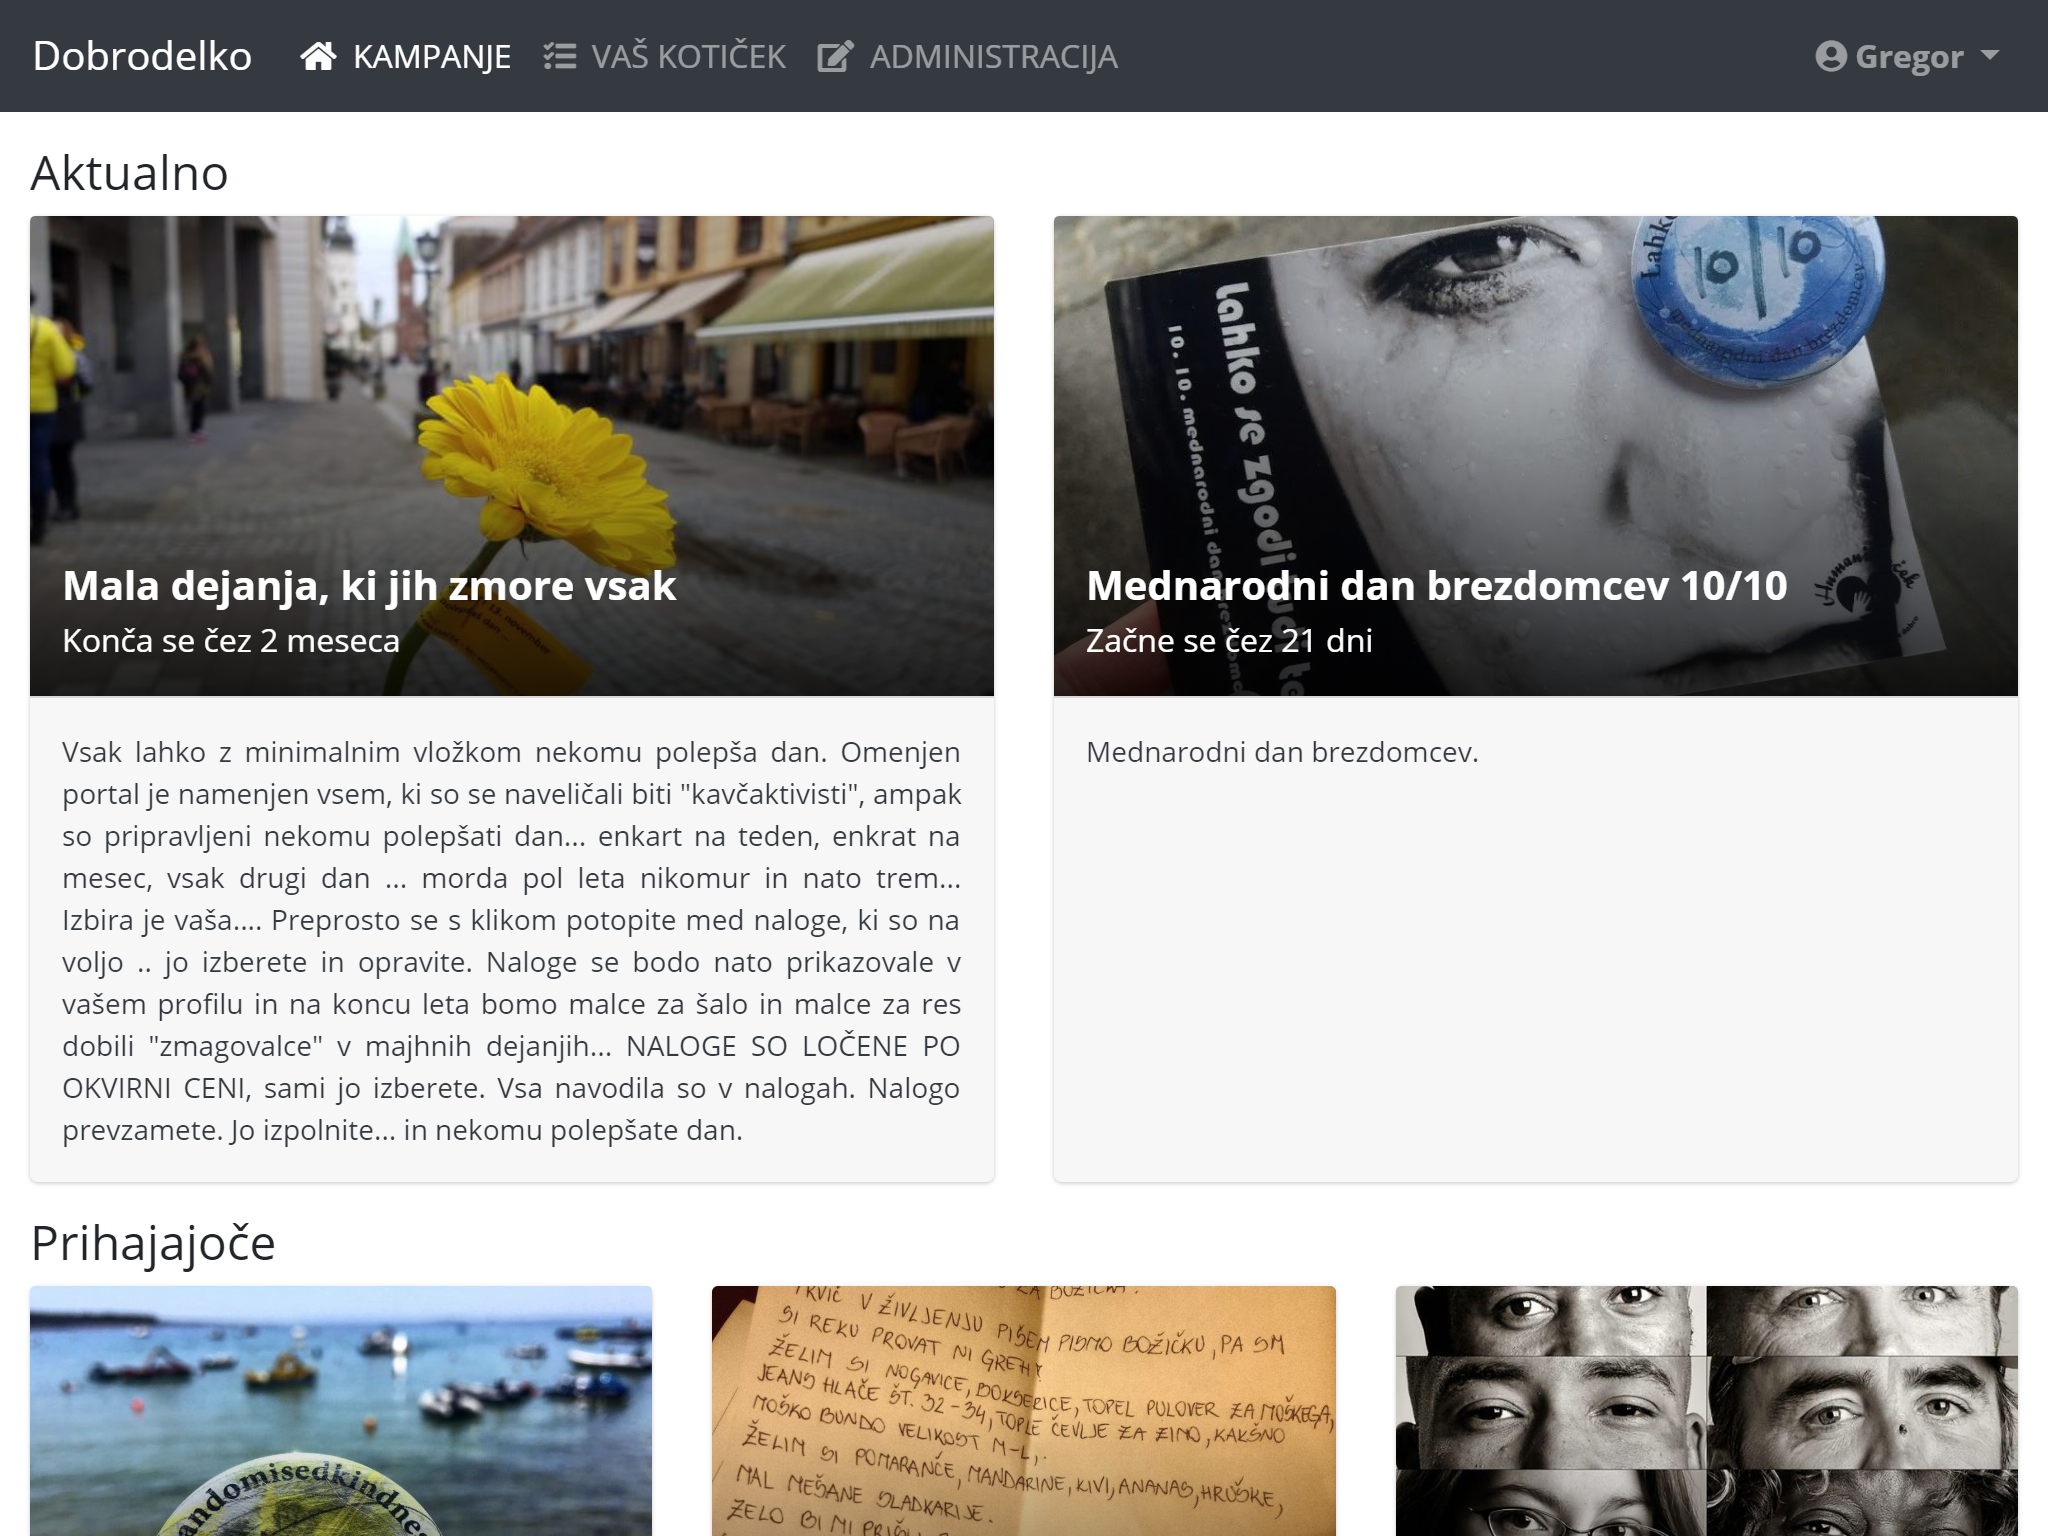 Dobrodelko
KAMPANJE
VAŠ KOTIČEK
ADMINISTRACIJA
Gregor
Aktualno
Mala dejanja, ki jih zmore vsak
Konča se čez 2 meseca
Vsak lahko z minimalnim vložkom nekomu polepša dan. Omenjen
portal je namenjen vsem, ki so se naveličali biti "kavčaktivisti", ampak
so pripravljeni nekomu polepšati dan... enkart na teden, enkrat na
mesec, vsak drugi dan ... morda pol leta nikomur in nato trem...
Izbira je vaša.... Preprosto se s klikom potopite med naloge, ki so na
voljo .. jo izberete in opravite. Naloge se bodo nato prikazovale v
vašem profilu in na koncu leta bomo malce za šalo in malce za res
dobili "zmagovalce" v majhnih dejanjih... NALOGE SO LOČENE PO
OKVIRNI CENI, sami jo izberete. Vsa navodila so v nalogah. Nalogo
prevzamete. Jo izpolnite... in nekomu polepšate dan.
lahko se zgodi
10. 10. mednarodni dan
Lahko
10/10
mednarodni dan brezdomcev
Mednarodni dan brezdomcev 10/10
Začne se čez 21 dni
Mednarodni dan brezdomcev.
Prihajajoče
V ŽIVLJENJU PIŠEM PISMO BOŽIČKU, PA SM
SI REKU PROVAT NI GREH
ŽELIM SI NOGAVICE, BOKSERICE, TOPEL PULOVER ZA MOŠKEGA,
JEANS HLAČE ŠT. 32-34, TOPLE ČEVLJE ZA ZIMO, KAKŠNO
MOŠKO BUNDO VELIKOST M-L,
ŽELIM SI POMARANČE, MANDARINE, KIVI, ANANAS, HRUŠKE,
MAL MEŠANE SLADKARIJE.
ŽELO BI MI